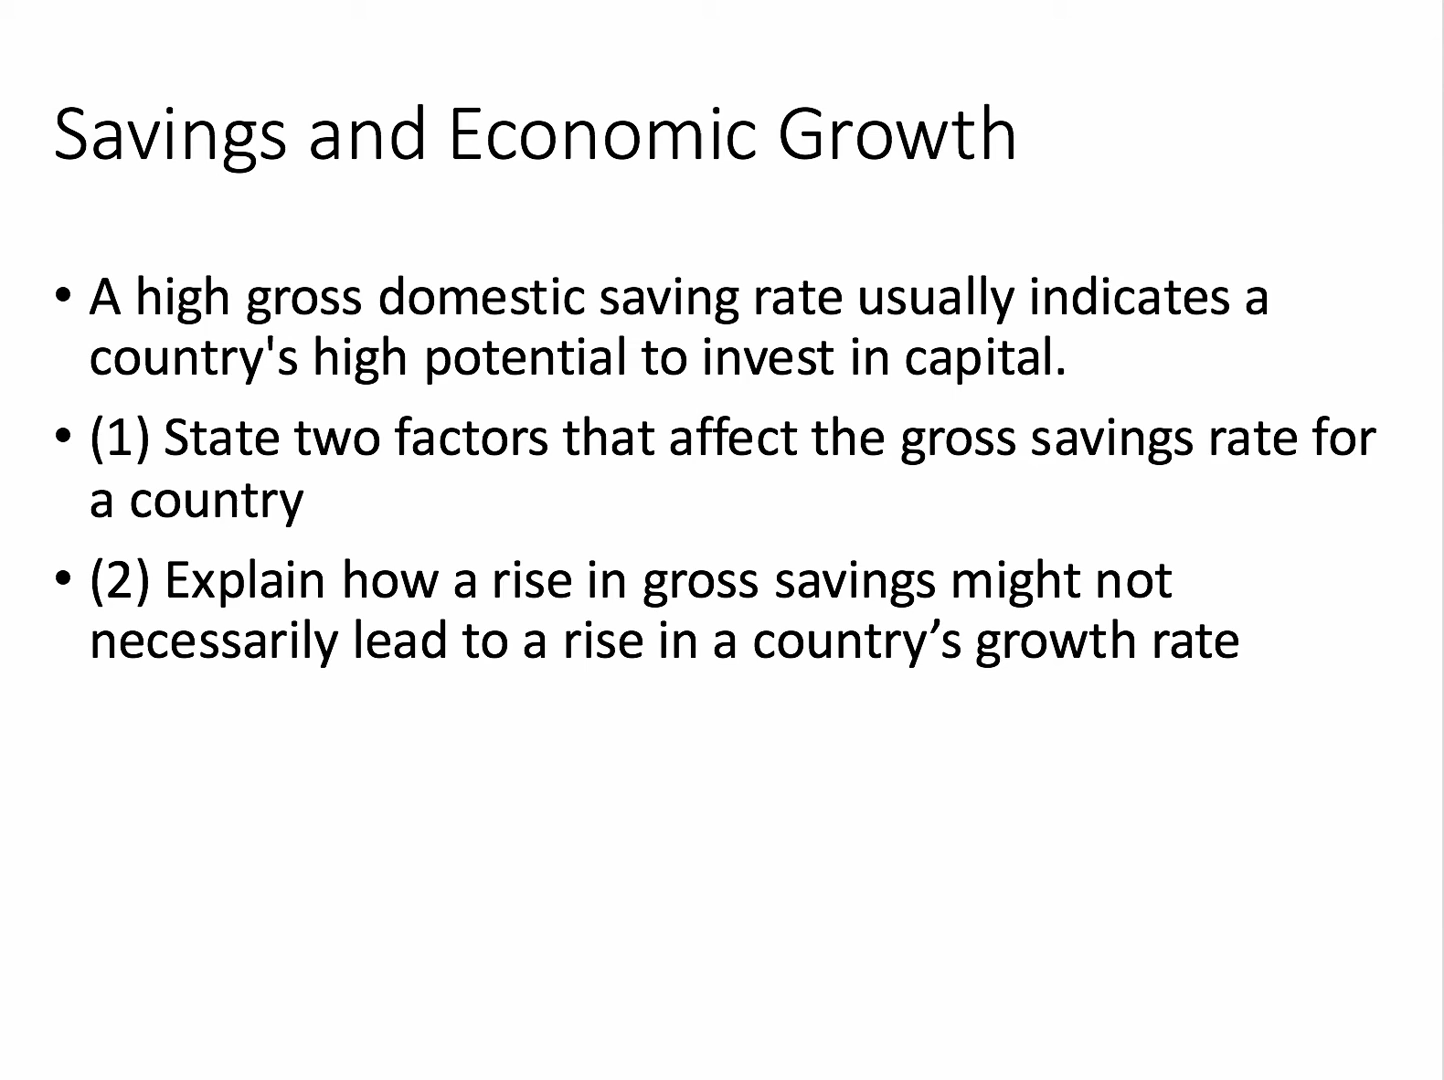 Savings and Economic Growth
• A high gross domestic saving rate usually indicates a
country's high potential to invest in capital.
• (1) State two factors that affect the gross savings rate for
a country
• (2) Explain how a rise in gross savings might not
necessarily lead to a rise in a country’s growth rate